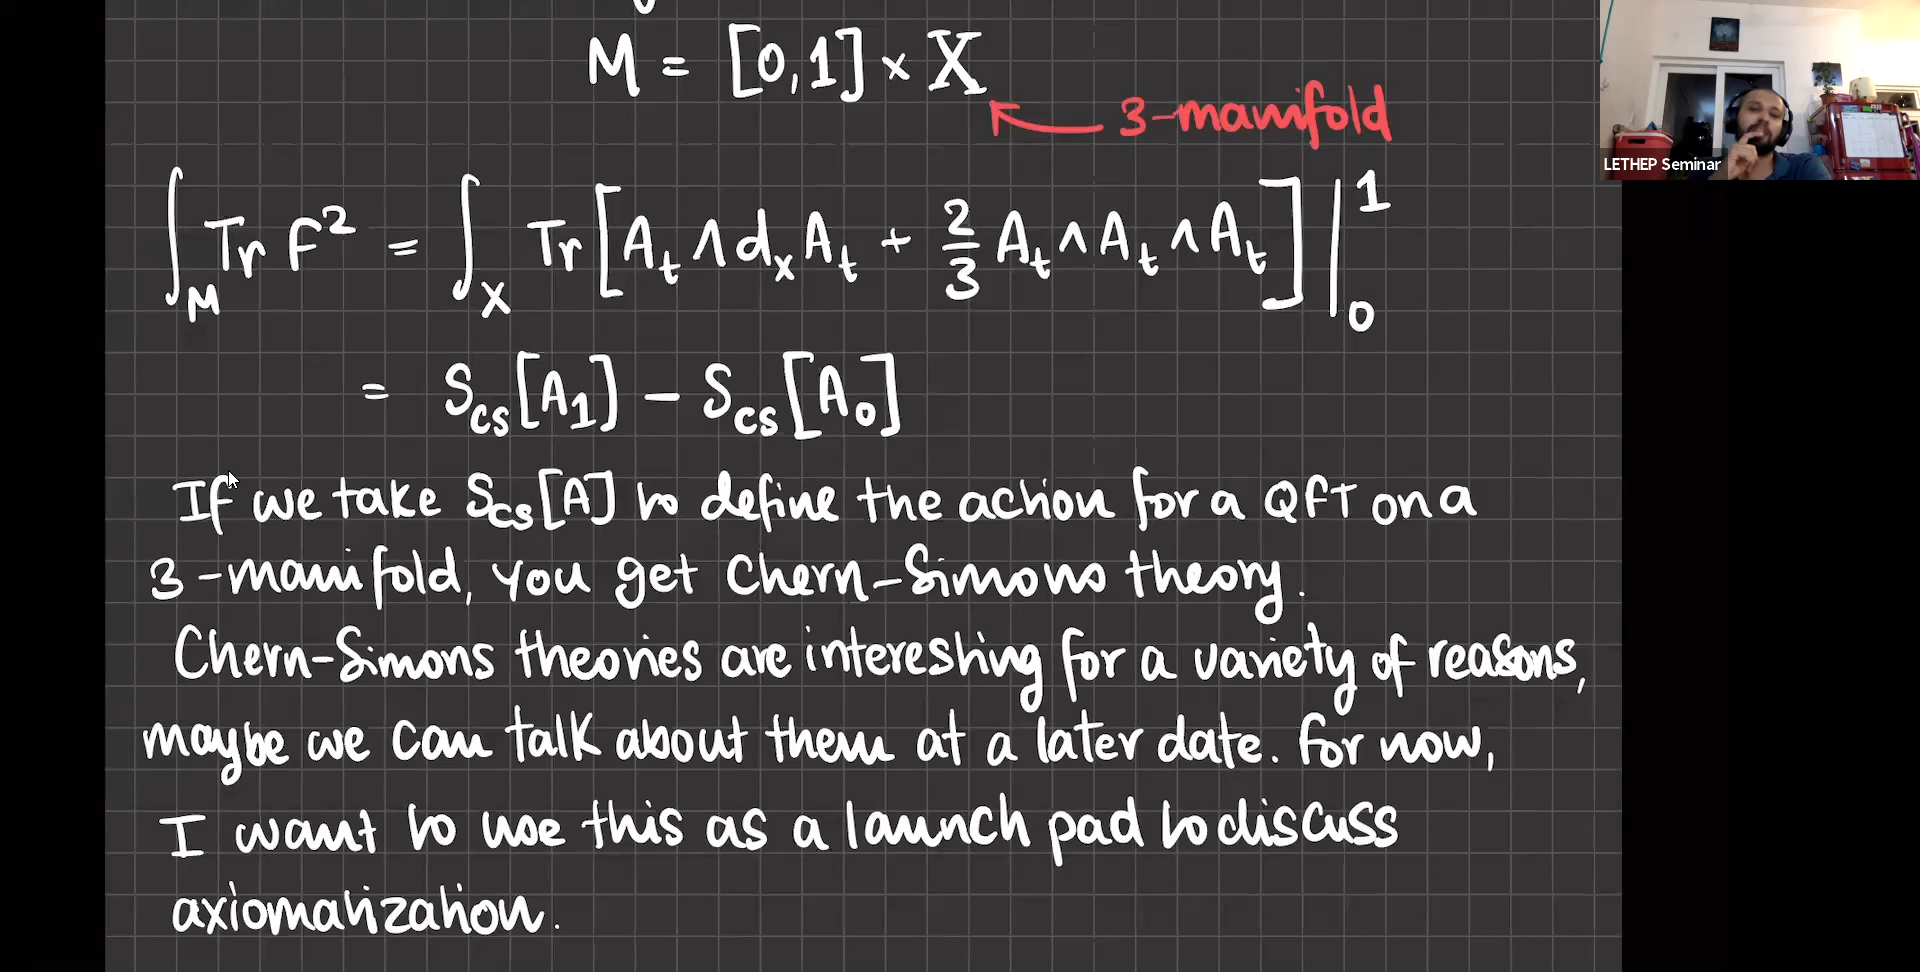 M = [0,1] × X
3-manifold
LETHEP Seminar
∫_M Tr F² = ∫_X Tr[A_t ∧ d_x A_t + 2/3 A_t ∧ A_t ∧ A_t] |_0^1
= S_cs[A_1] − S_cs[A_0]
If we take S_cs[A] to define the action for a QFT on a
3-manifold, you get Chern-Simons theory.
Chern-Simons theories are interesting for a variety of reasons,
maybe we can talk about them at a later date. For now,
I want to use this as a launch pad to discuss
axiomatization.